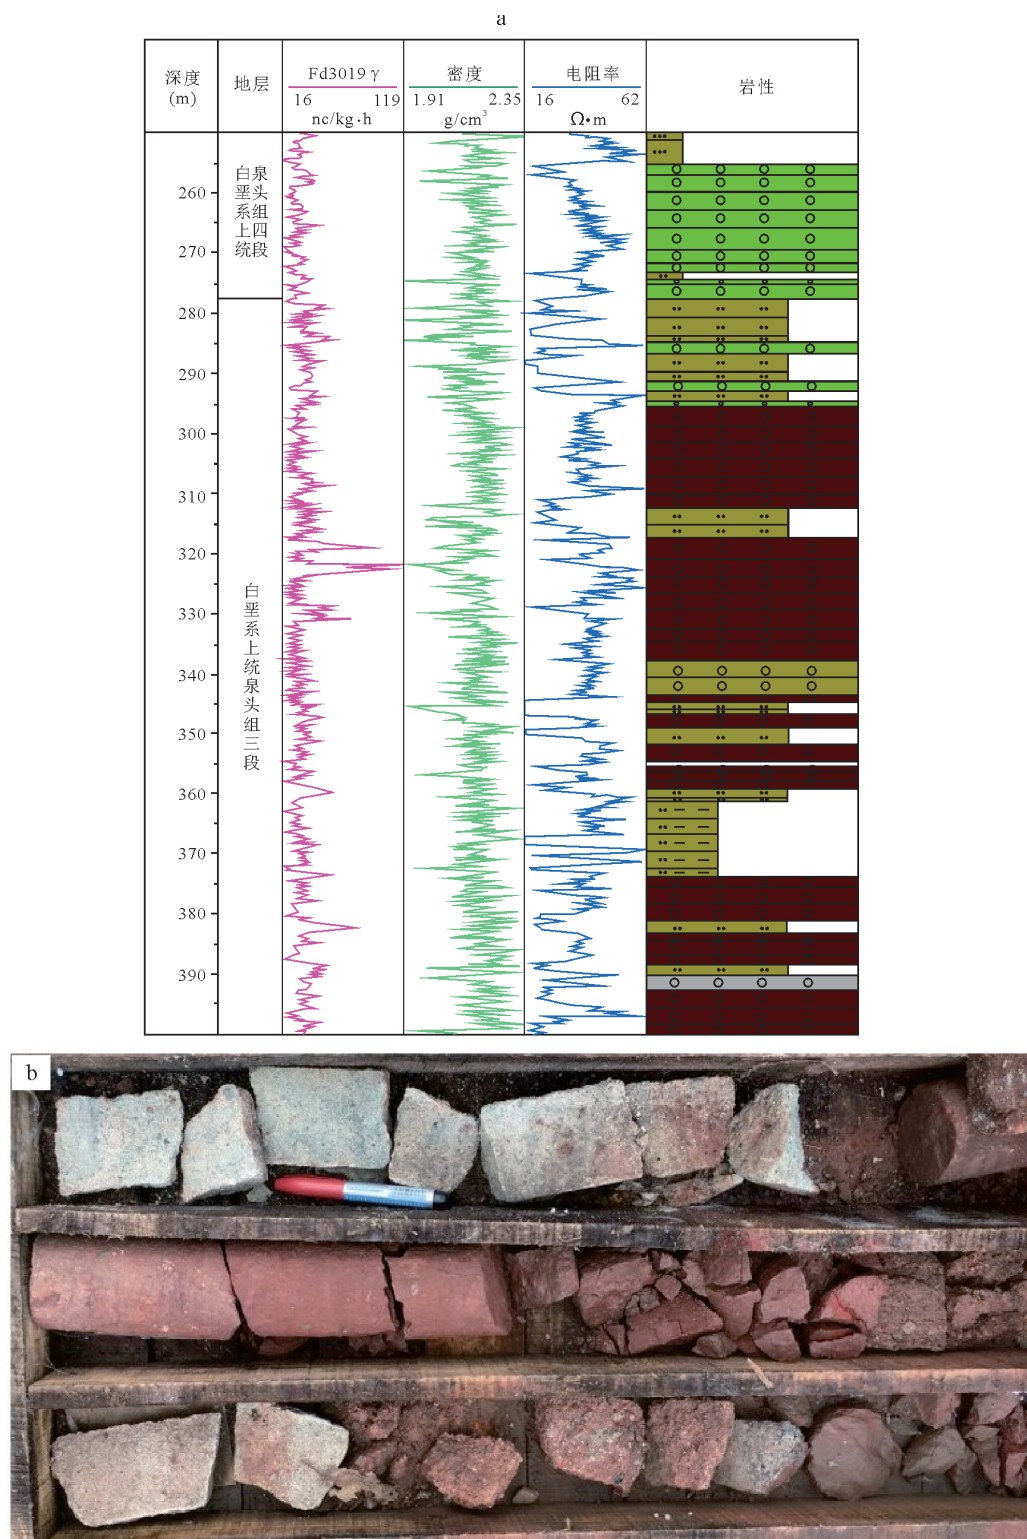 a
深度
(m)
地层
Fd3019 γ
16 119
nc/kg·h
密度
1.91 2.35
g/cm³
电阻率
16 62
Ω•m
岩性
260
270
280
290
300
310
320
330
340
350
360
370
380
390
白垩系上统
泉头组四段
白垩系上统泉头组三段
b